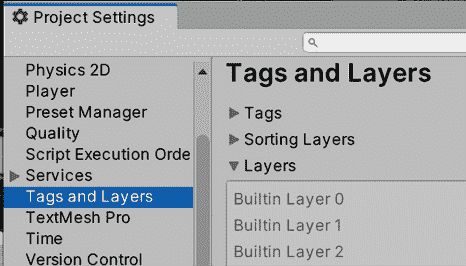 Project Settings
Physics 2D
Player
Preset Manager
Quality
Script Execution Orde
Services
Tags and Layers
TextMesh Pro
Time
Version Control
Tags and Layers
Tags
Sorting Layers
Layers
Builtin Layer 0
Builtin Layer 1
Builtin Layer 2